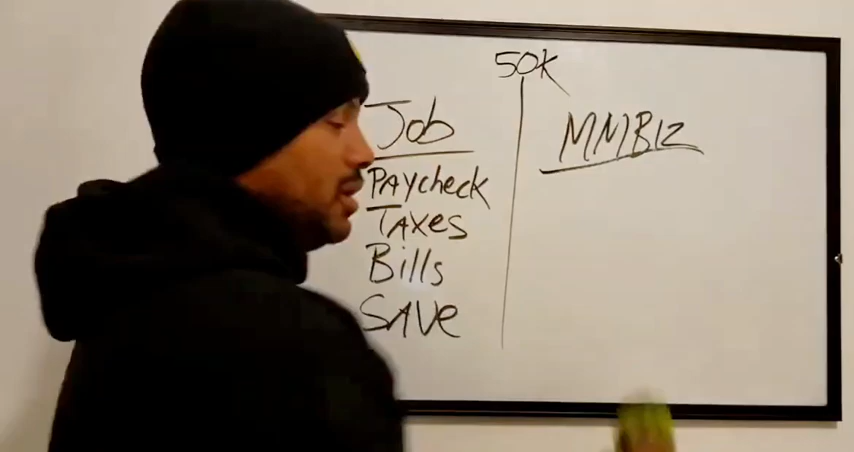 50K
Job
MMBIZ
Paycheck
Taxes
Bills
SAVe